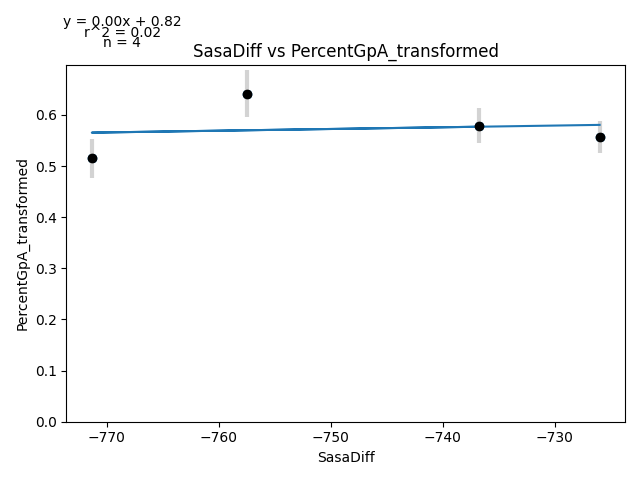 y = 0.00x + 0.82
r^2 = 0.02
n = 4
SasaDiff vs PercentGpA_transformed
PercentGpA_transformed
0.6
0.5
0.4
0.3
0.2
0.1
0.0
−770 −760 −750 −740 −730
SasaDiff